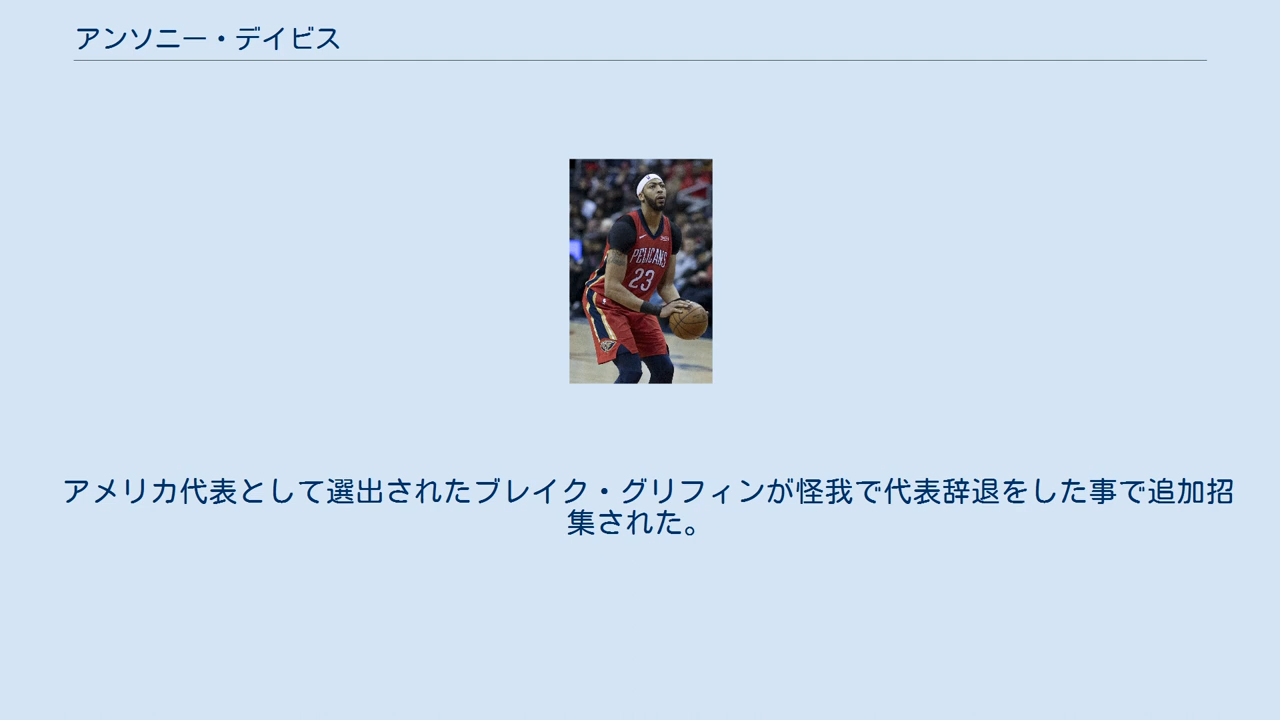 アンソニー・デイビス
PELICANS
23
アメリカ代表として選出されたブレイク・グリフィンが怪我で代表辞退をした事で追加招
集された。